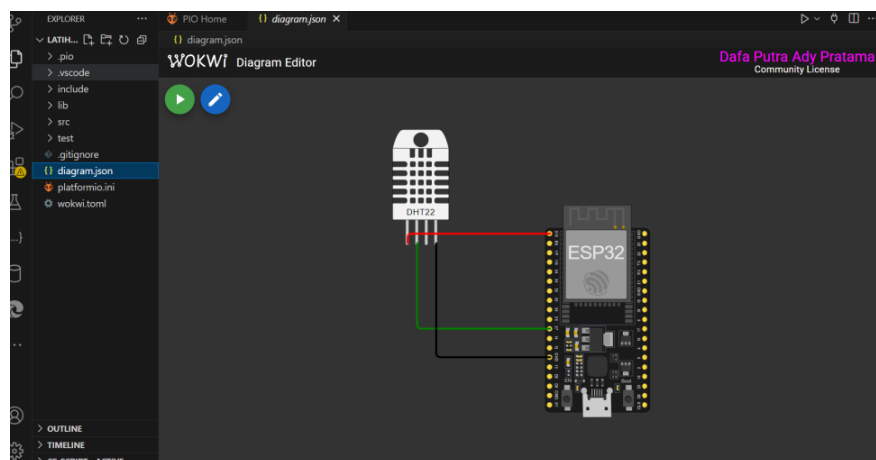 EXPLORER
PIO Home
{} diagram.json
LATIH...
{} diagram.json
.pio
.vscode
include
lib
src
test
.gitignore
{} diagram.json
platformio.ini
wokwi.toml
WOKWI Diagram Editor
Dafa Putra Ady Pratama
Community License
DHT22
ESP32
OUTLINE
TIMELINE